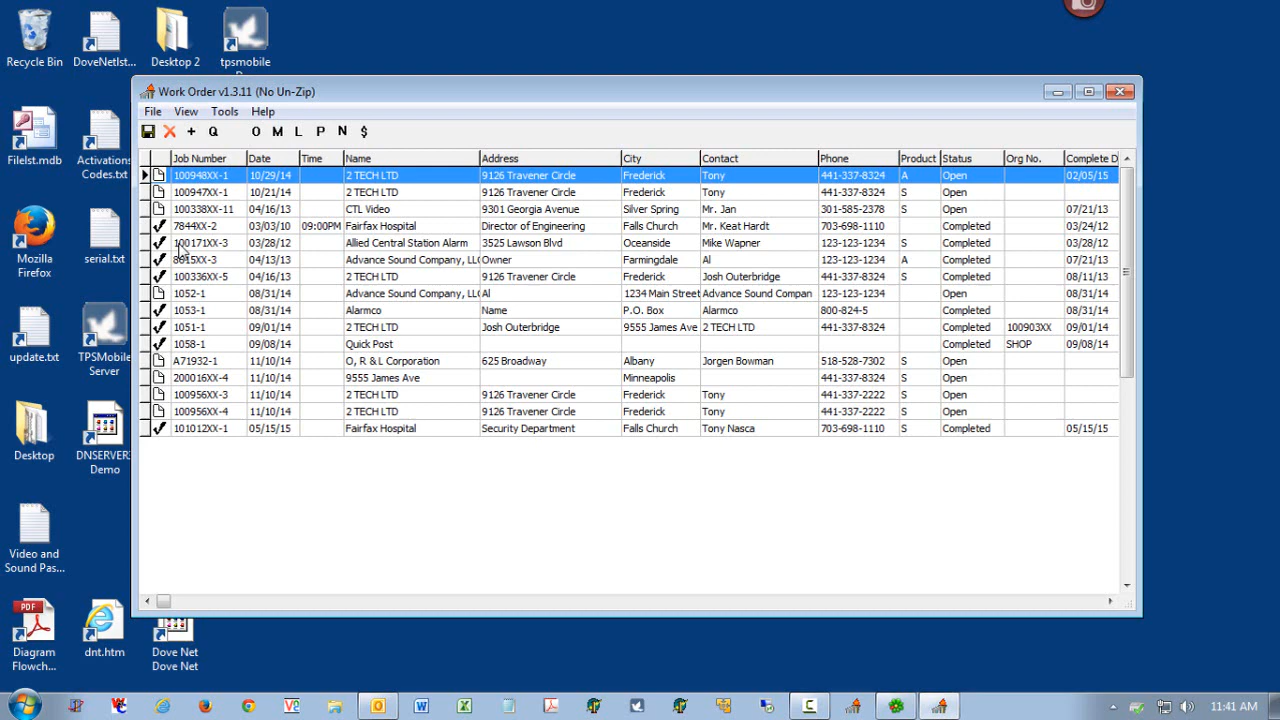 Recycle Bin
DoveNetIst...
Desktop 2
tpsmobile
Work Order v1.3.11 (No Un-Zip)
File View Tools Help
+ Q O M L P N $
Job Number Date Time Name Address City Contact Phone Product Status Org No. Complete D
100948XX-1 10/29/14 2 TECH LTD 9126 Travener Circle Frederick Tony 441-337-8324 A Open 02/05/15
100947XX-1 10/21/14 2 TECH LTD 9126 Travener Circle Frederick Tony 441-337-8324 S Open
100338XX-11 04/16/13 CTL Video 9301 Georgia Avenue Silver Spring Mr. Jan 301-585-2378 S Open 07/21/13
7844XX-2 03/03/10 09:00PM Fairfax Hospital Director of Engineering Falls Church Mr. Keat Hardt 703-698-1110 Completed 03/24/12
100171XX-3 03/28/12 Allied Central Station Alarm 3525 Lawson Blvd Oceanside Mike Wapner 123-123-1234 S Completed 03/28/12
04/13/13 Advance Sound Company, LLC Owner Farmingdale Al 123-123-1234 A Completed 07/21/13
100336XX-5 04/16/13 2 TECH LTD 9126 Travener Circle Frederick Josh Outerbridge 441-337-8324 S Completed 08/11/13
1052-1 08/31/14 Advance Sound Company, LLC Al 1234 Main Street Advance Sound Compan 123-123-1234 Open 08/31/14
1053-1 08/31/14 Alarmco Name P.O. Box Alarmco 800-824-5 Completed 08/31/14
1051-1 09/01/14 2 TECH LTD Josh Outerbridge 9555 James Ave 2 TECH LTD 441-337-8324 Completed 100903XX 09/01/14
1058-1 09/08/14 Quick Post Completed SHOP 09/08/14
A71932-1 11/10/14 O, R & L Corporation 625 Broadway Albany Jorgen Bowman 518-528-7302 S Open
200016XX-4 11/10/14 9555 James Ave Minneapolis 441-337-8324 S Open
100956XX-3 11/10/14 2 TECH LTD 9126 Travener Circle Frederick Tony 441-337-2222 S Open
100956XX-4 11/10/14 2 TECH LTD 9126 Travener Circle Frederick Tony 441-337-2222 S Open
101012XX-1 05/15/15 Fairfax Hospital Security Department Falls Church Tony Nasca 703-698-1110 S Completed 05/15/15
FileIst.mdb
Activations Codes.txt
Mozilla Firefox
serial.txt
update.txt
TPSMobile Server
Desktop
DNSERVER Demo
Video and Sound Pas...
PDF
Diagram Flowch...
dnt.htm
Dove Net Dove Net
11:41 AM